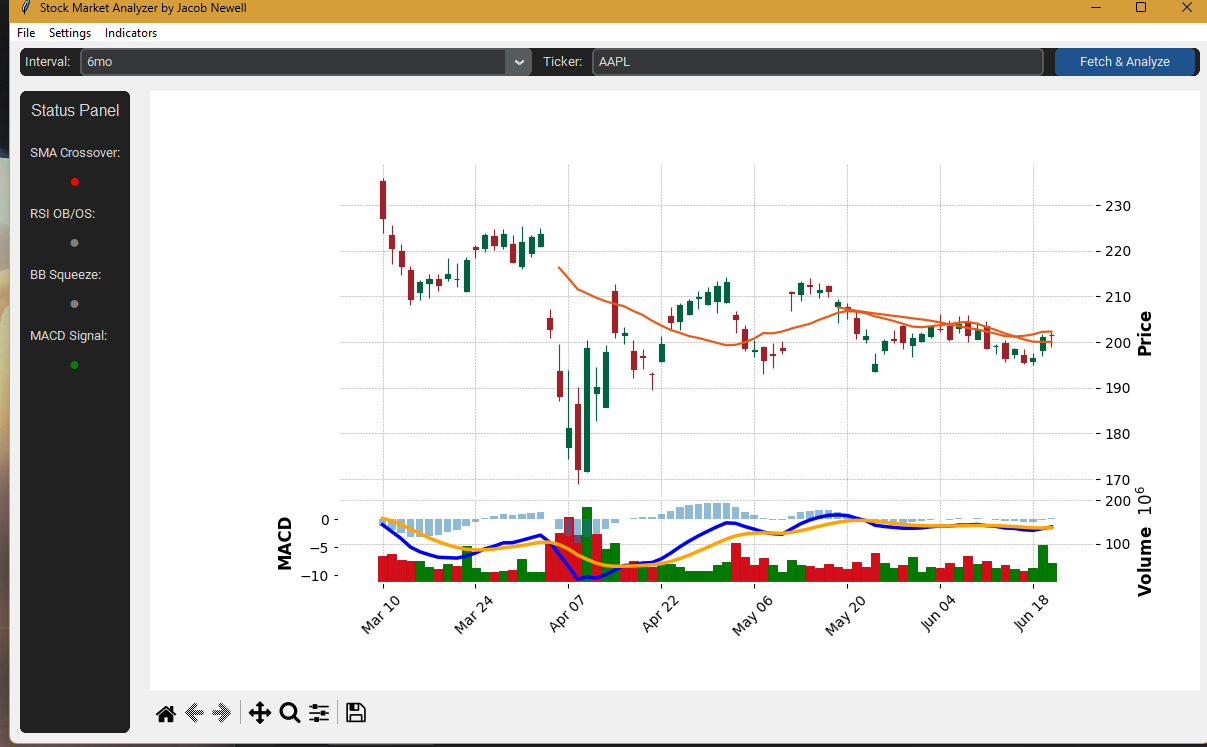 Stock Market Analyzer by Jacob Newell
File Settings Indicators
Interval: 6mo Ticker: AAPL Fetch & Analyze
Status Panel
SMA Crossover:
RSI OB/OS:
BB Squeeze:
MACD Signal:
230
220
210
200
190
180
170
Price
200
100
Volume 10⁶
MACD
0
−5
−10
Mar 10
Mar 24
Apr 07
Apr 22
May 06
May 20
Jun 04
Jun 18